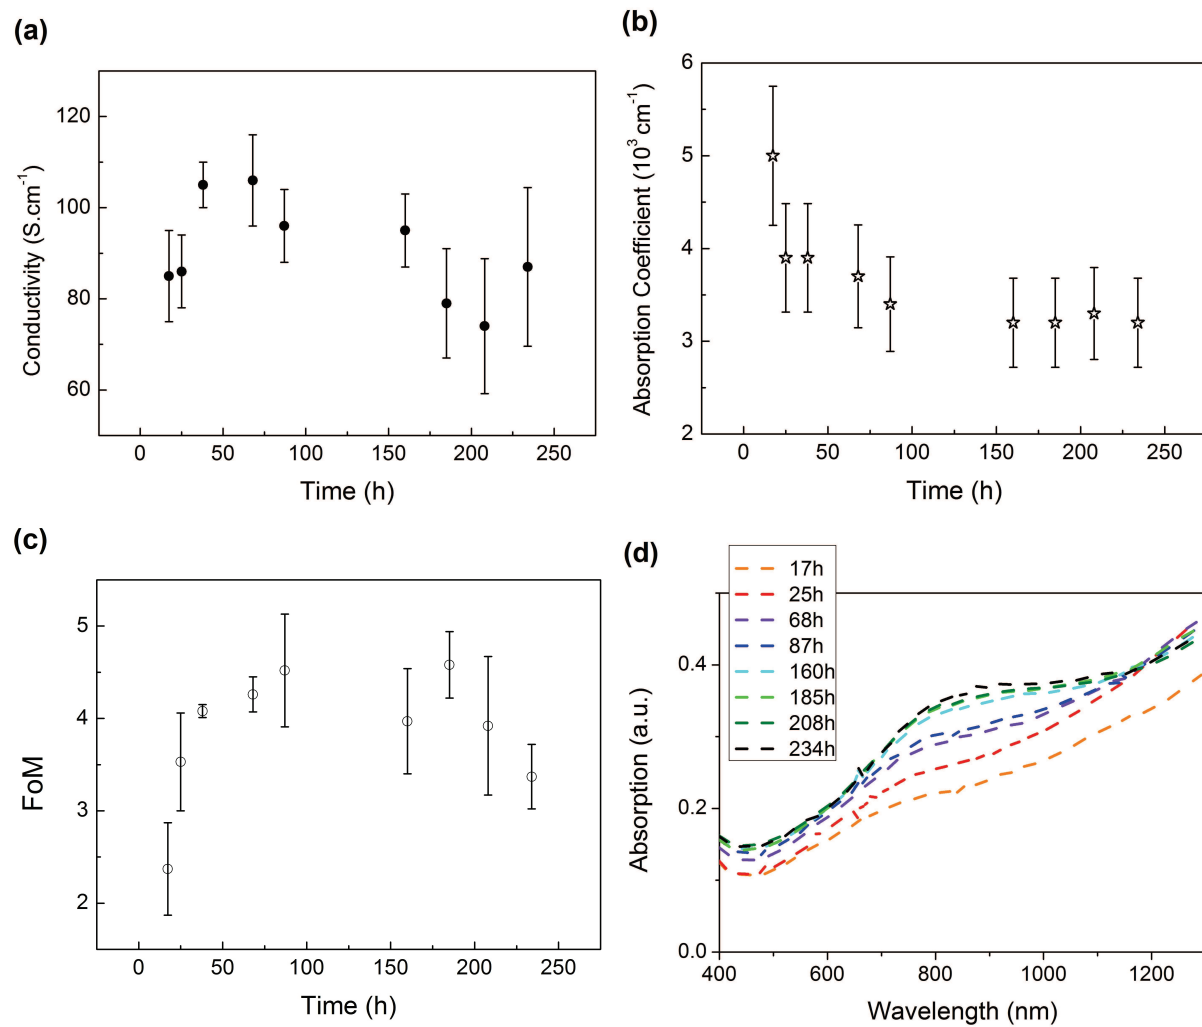 (a)
120
100
80
60
0 50 100 150 200 250
Conductivity (S.cm⁻¹)
Time (h)
(b)
6
5
4
3
2
0 50 100 150 200 250
Absorption Coefficient (10³ cm⁻¹)
Time (h)
(c)
5
4
3
2
0 50 100 150 200 250
FoM
Time (h)
(d)
17h
25h
68h
87h
160h
185h
208h
234h
0.4
0.2
0.0
400 600 800 1000 1200
Absorption (a.u.)
Wavelength (nm)